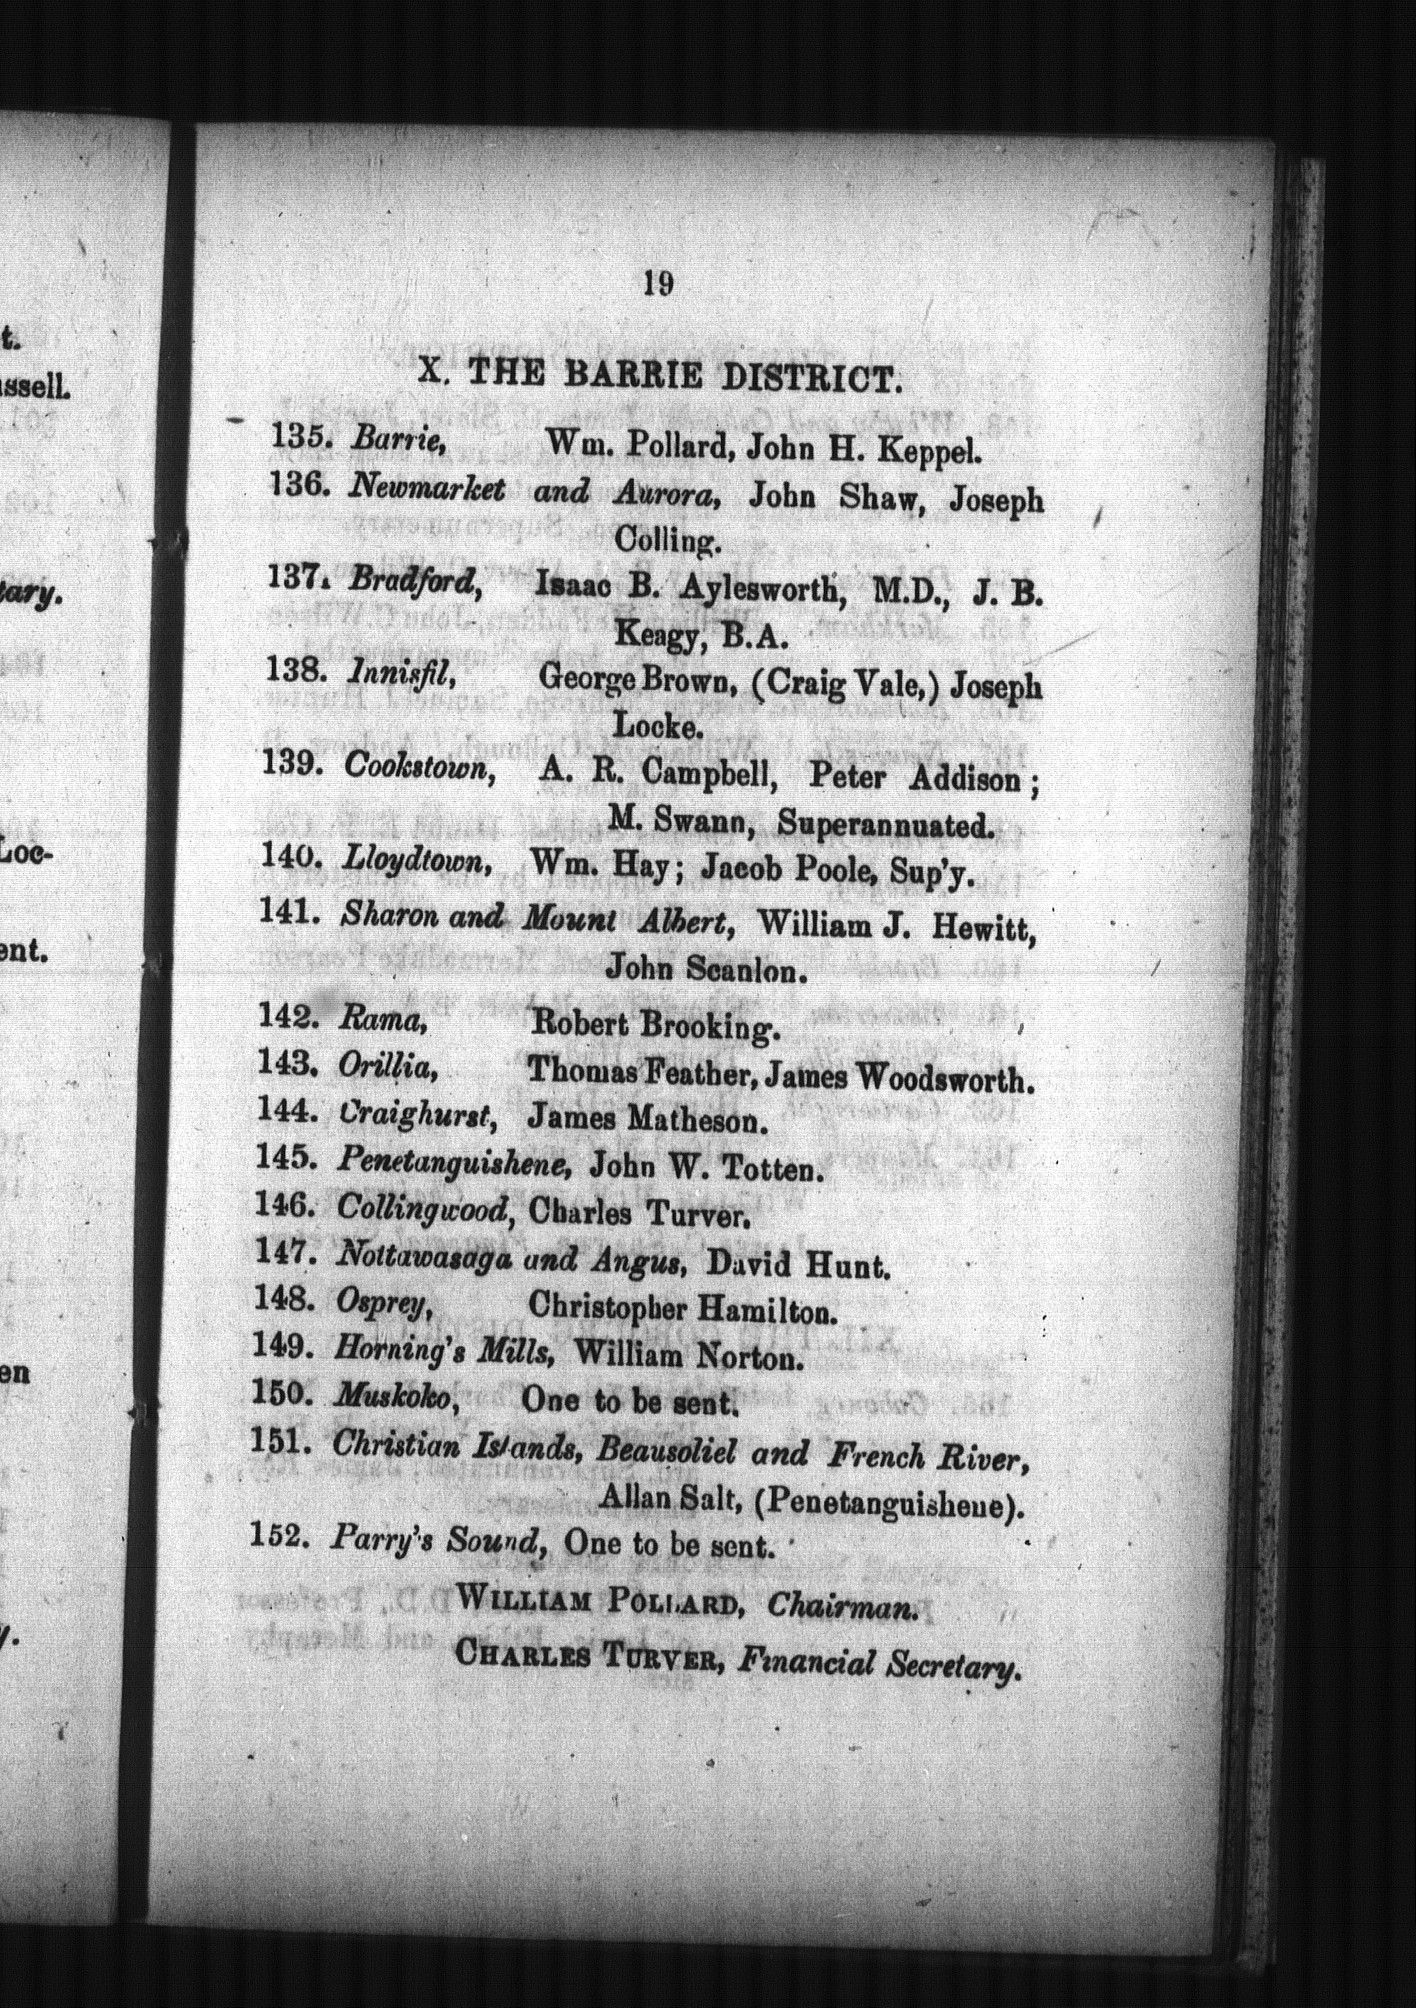 t.
ssell.
tary.
Loc-
ent.
en
y.
19
X. THE BARRIE DISTRICT.
135. Barrie, Wm. Pollard, John H. Keppel.
136. Newmarket and Aurora, John Shaw, Joseph
Colling.
137. Bradford, Isaac B. Aylesworth, M.D., J. B.
Keagy, B.A.
138. Innisfil, George Brown, (Craig Vale,) Joseph
Locke.
139. Cookstown, A. R. Campbell, Peter Addison;
M. Swann, Superannuated.
140. Lloydtown, Wm. Hay; Jacob Poole, Sup'y.
141. Sharon and Mount Albert, William J. Hewitt,
John Scanlon.
142. Rama, Robert Brooking.
143. Orillia, Thomas Feather, James Woodsworth.
144. Craighurst, James Matheson.
145. Penetanguishene, John W. Totten.
146. Collingwood, Charles Turver.
147. Nottawasaga and Angus, David Hunt.
148. Osprey, Christopher Hamilton.
149. Horning's Mills, William Norton.
150. Muskoko, One to be sent.
151. Christian Islands, Beausoliel and French River,
Allan Salt, (Penetanguishene).
152. Parry's Sound, One to be sent.
WILLIAM POLLARD, Chairman.
CHARLES TURVER, Financial Secretary.